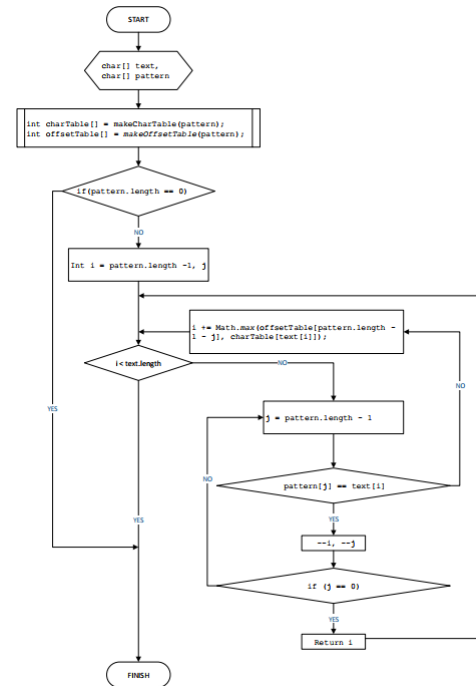 START
char[] text,
char[] pattern
int charTable[] = makeCharTable(pattern);
int offsetTable[] = makeOffsetTable(pattern);
if(pattern.length == 0)
NO
Int i = pattern.length -1, j
i += Math.max(offsetTable[pattern.length -
1 - j], charTable[text[i]]);
i < text.length
NO
NO
YES
j = pattern.length - 1
NO
pattern[j] == text[i]
YES
YES
--i, --j
if (j == 0)
YES
Return i
FINISH